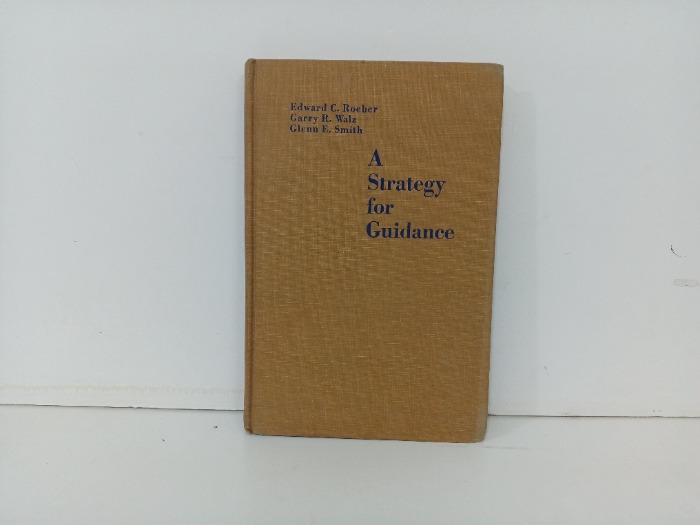 Edward C. Roeber
Garry R. Walz
Glenn E. Smith
A
Strategy
for
Guidance